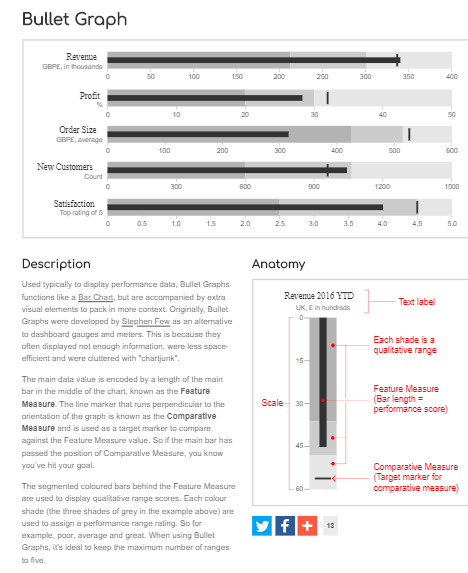 Bullet Graph
Revenue
GBP£, in thousands
0 50 100 150 200 250 300 350 400
Profit
%
0 10 20 30 40 50
Order Size
GBP£, average
0 100 200 300 400 500 600
New Customers
Count
0 300 600 900 1200 1500
Satisfaction
Top rating of 5
0 0.5 1.0 1.5 2.0 2.5 3.0 3.5 4.0 4.5 5.0
Description
Used typically to display performance data, Bullet Graphs
functions like a Bar Chart, but are accompanied by extra
visual elements to pack in more context. Originally, Bullet
Graphs were developed by Stephen Few as an alternative
to dashboard gauges and meters. This is because they
often displayed not enough information, were less space-
efficient and were cluttered with "chartjunk".
The main data value is encoded by a length of the main
bar in the middle of the chart, known as the Feature
Measure. The line marker that runs perpendicular to the
orientation of the graph is known as the Comparative
Measure and is used as a target marker to compare
against the Feature Measure value. So if the main bar has
passed the position of Comparative Measure, you know
you've hit your goal.
The segmented coloured bars behind the Feature Measure
are used to display qualitative range scores. Each colour
shade (the three shades of grey in the example above) are
used to assign a performance range rating. So for
example, poor, average and great. When using Bullet
Graphs, it's ideal to keep the maximum number of ranges
to five.
Anatomy
Revenue 2016 YTD
UK, £ in hundreds
Text label
0
15
30
45
60
Scale
Each shade is a
qualitative range
Feature Measure
(Bar length =
performance score)
Comparative Measure
(Target marker for
comparative measure)
13